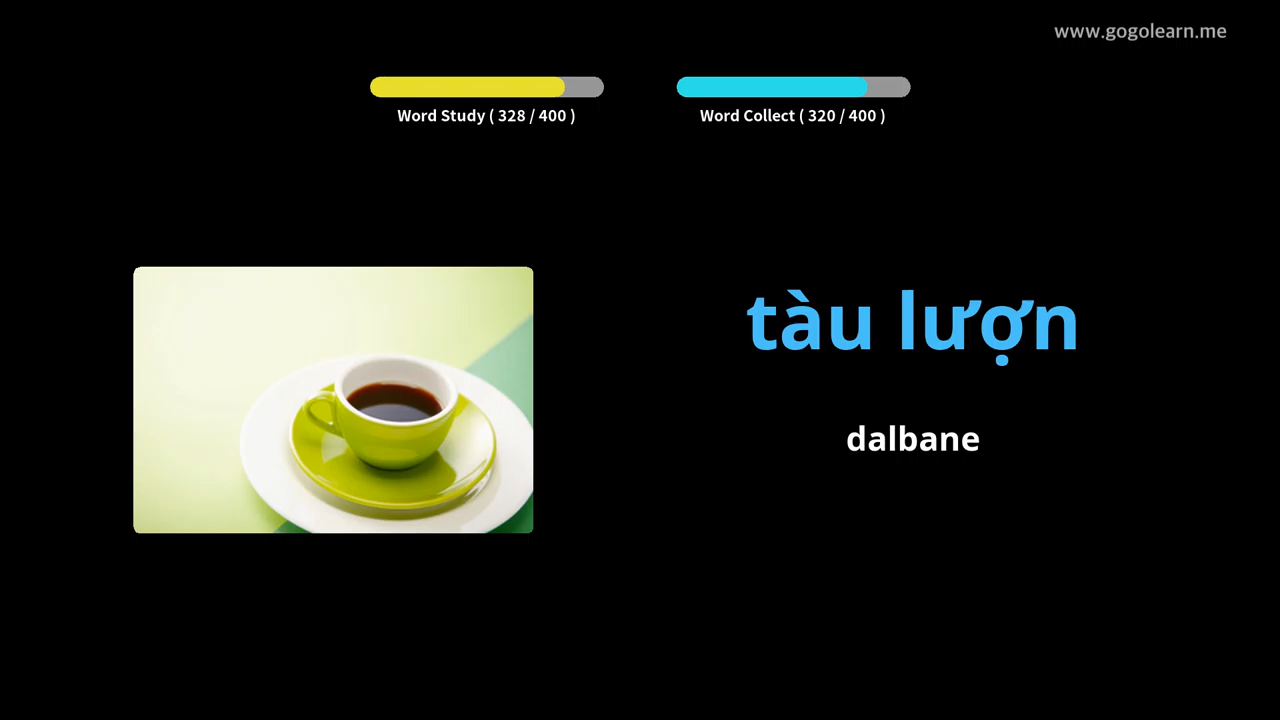 www.gogolearn.me
Word Study ( 328 / 400 )
Word Collect ( 320 / 400 )
tàu lượn
dalbane